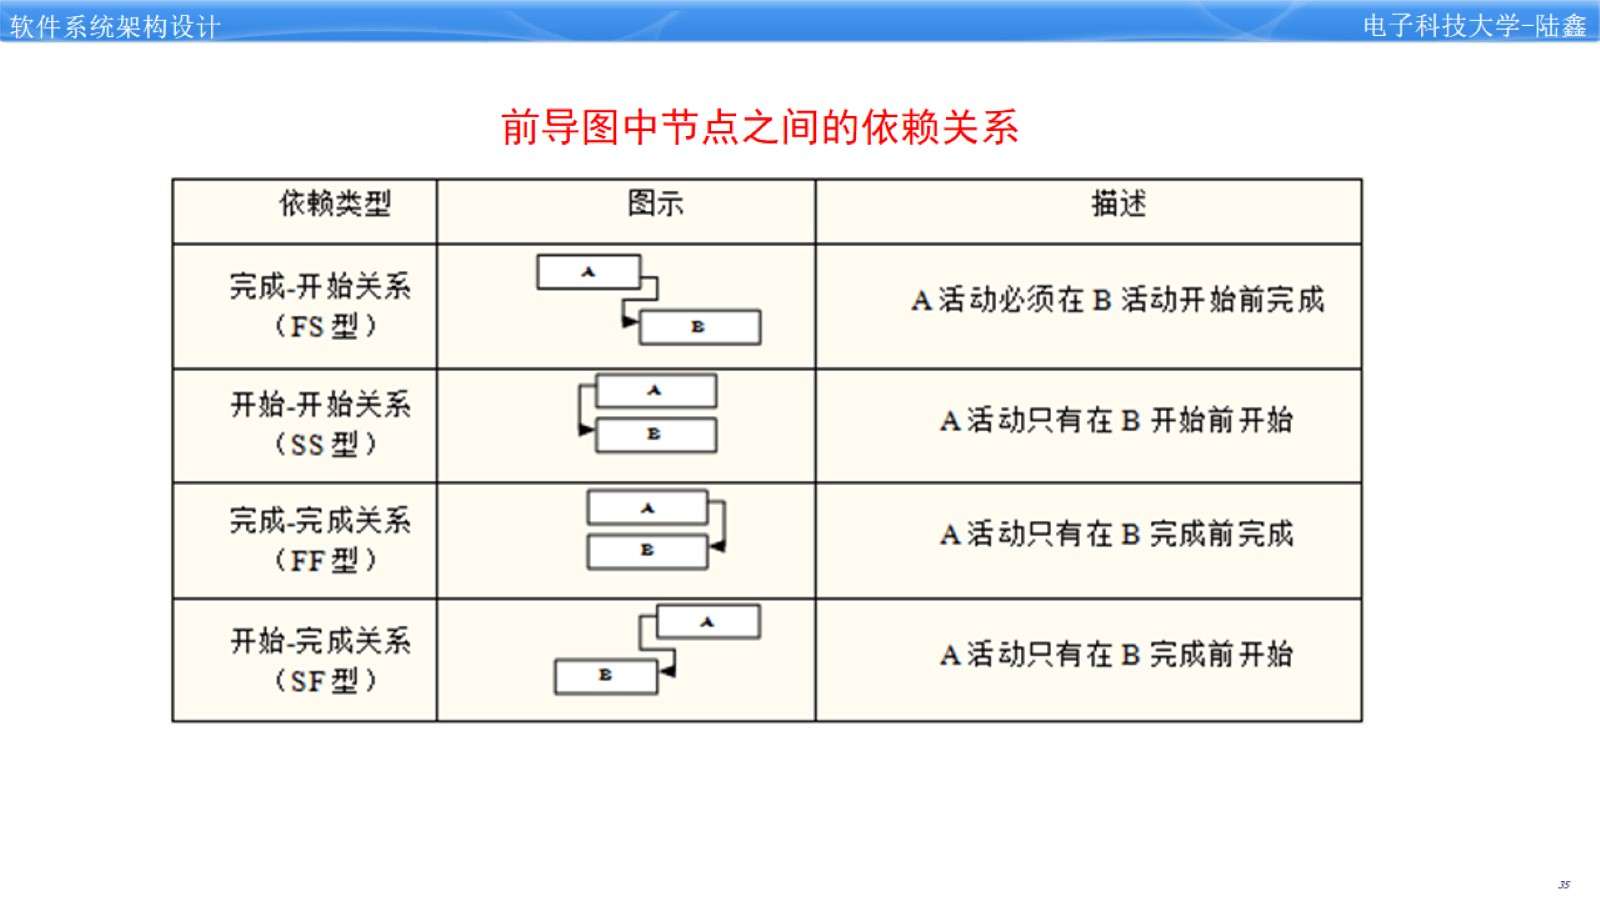 软件系统架构设计
电子科技大学-陆鑫
前导图中节点之间的依赖关系
依赖类型
图示
描述
完成-开始关系
（FS 型）
A
B
A 活动必须在 B 活动开始前完成
开始-开始关系
（SS 型）
A
B
A 活动只有在 B 开始前开始
完成-完成关系
（FF 型）
A
B
A 活动只有在 B 完成前完成
开始-完成关系
（SF 型）
A
B
A 活动只有在 B 完成前开始
35